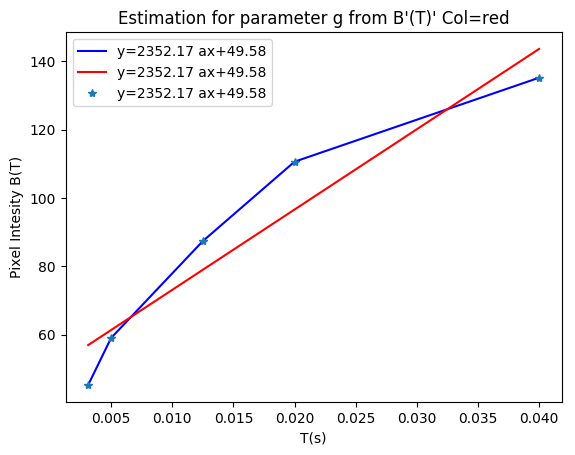 Estimation for parameter g from B'(T)' Col=red
y=2352.17 ax+49.58
y=2352.17 ax+49.58
y=2352.17 ax+49.58
Pixel Intesity B(T)
140
120
100
80
60
0.005 0.010 0.015 0.020 0.025 0.030 0.035 0.040
T(s)